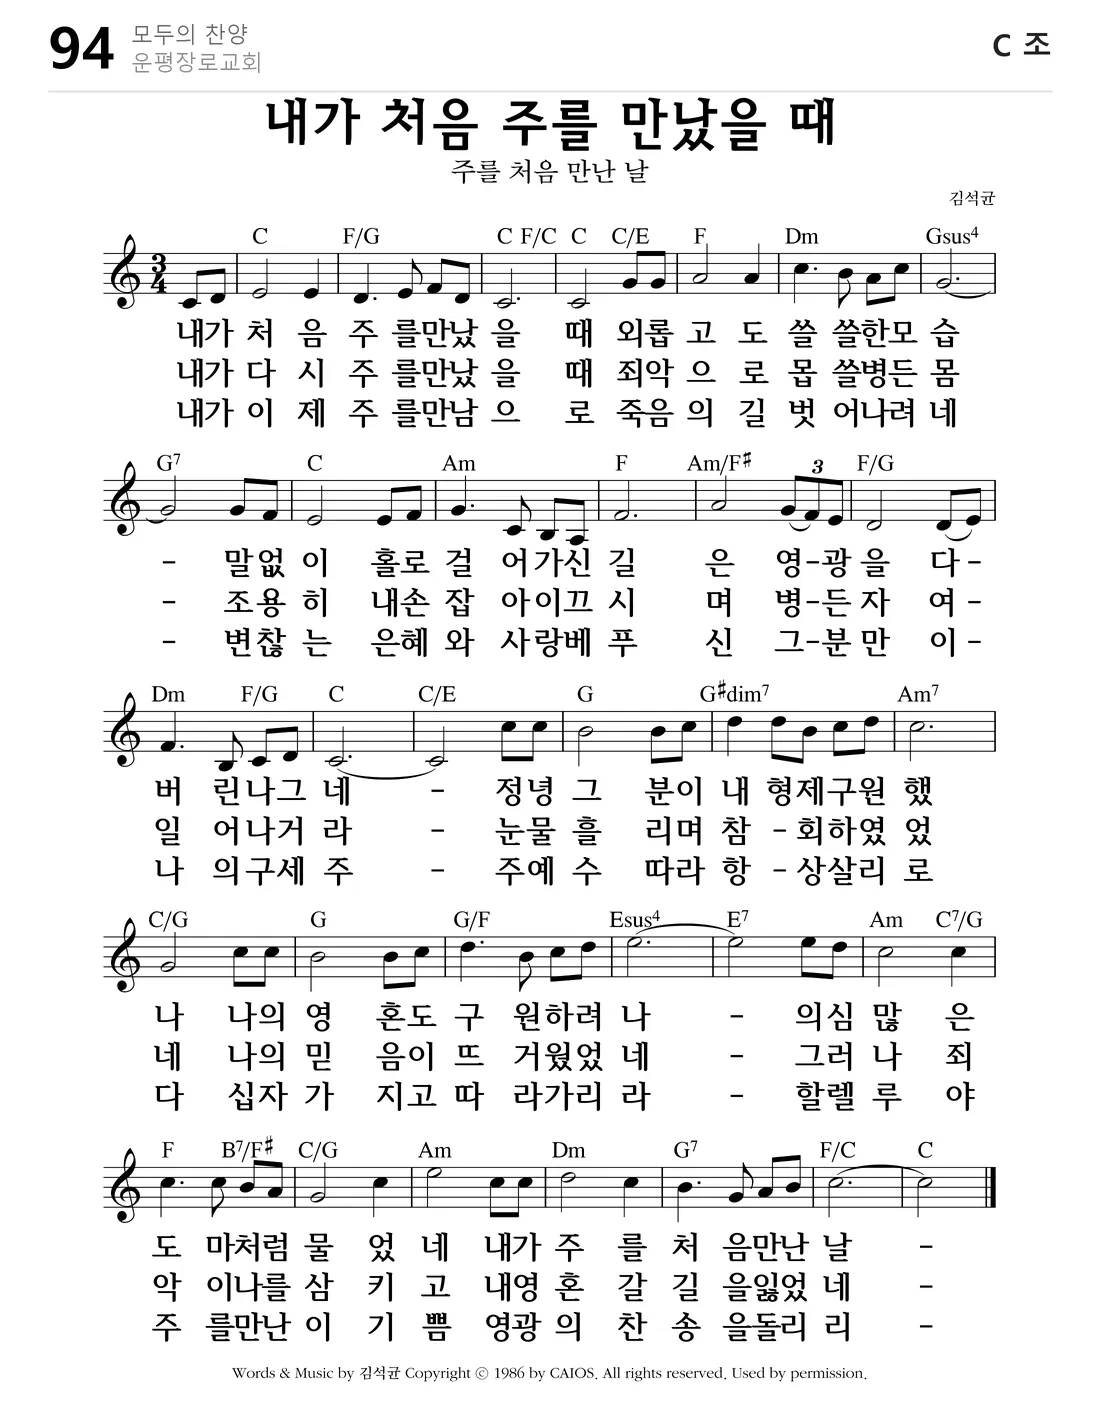 94
모두의 찬양
운평장로교회
C 조
내가 처음 주를 만났을 때
주를 처음 만난 날
김석균
C F/G C F/C C C/E F Dm Gsus4
3
4
내가 처 음 주 를만났 을 때 외롭 고 도 쓸 쓸한모 습
내가 다 시 주 를만났 을 때 죄악 으 로 몹 쓸병든 몸
내가 이 제 주 를만남 으 로 죽음 의 길 벗 어나려 네
G7 C Am F Am/F♯ 3 F/G
- 말없 이 홀로 걸 어가신 길 은 영-광 을 다-
- 조용 히 내손 잡 아이끄 시 며 병-든 자 여-
- 변찮 는 은혜 와 사랑베 푸 신 그-분 만 이-
Dm F/G C C/E G G♯dim7 Am7
버 린나그 네 - 정녕 그 분이 내 형제구원 했
일 어나거 라 - 눈물 흘 리며 참 -회하였 었
나 의구세 주 - 주예 수 따라 항 -상살리 로
C/G G G/F Esus4 E7 Am C7/G
나 나의 영 혼도 구 원하려 나 - 의심 많 은
네 나의 믿 음이 뜨 거웠었 네 - 그러 나 죄
다 십자 가 지고 따 라가리 라 - 할렐 루 야
F B7/F♯ C/G Am Dm G7 F/C C
도 마처럼 물 었 네 내가 주 를 처 음만난 날 -
악 이나를 삼 키 고 내영 혼 갈 길 을잃었 네 -
주 를만난 이 기 쁨 영광 의 찬 송 을돌리 리 -
Words & Music by 김석균 Copyright ⓒ 1986 by CAIOS. All rights reserved. Used by permission.